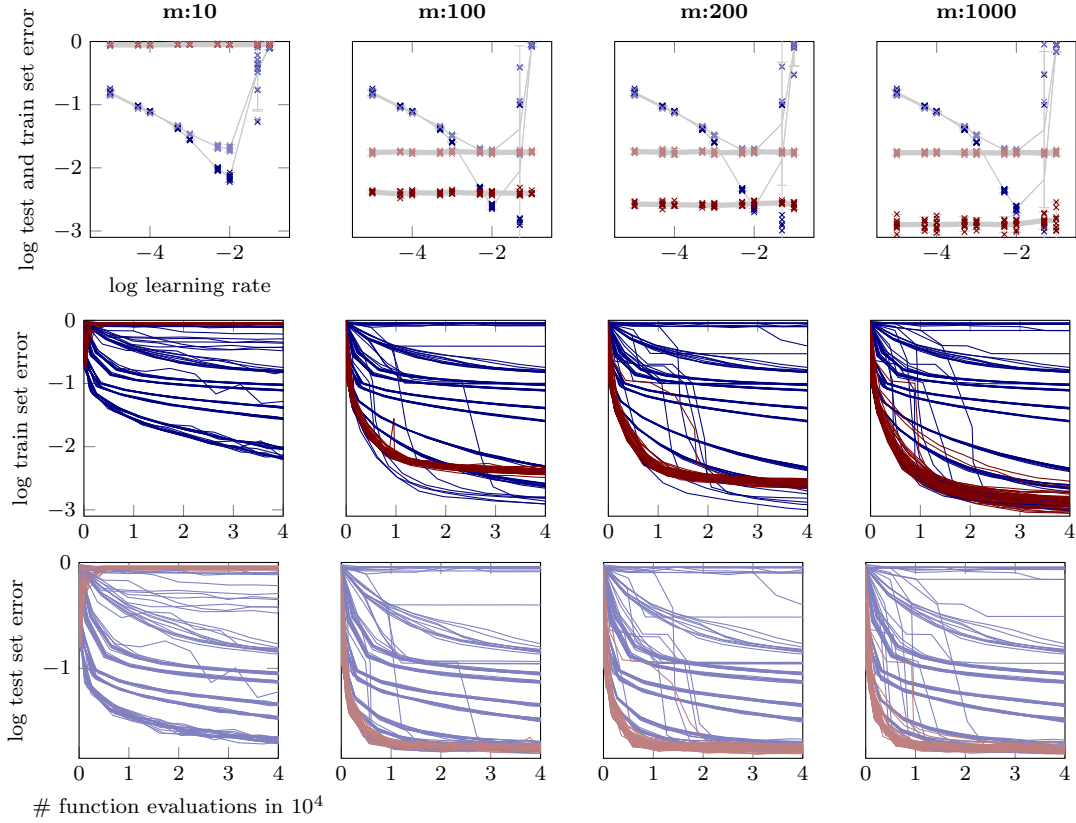 m:10 m:100 m:200 m:1000
log test and train set error
0
−1
−2
−3
−4 −2 −4 −2 −4 −2 −4 −2
log learning rate
log train set error
0
−1
−2
−3
0 1 2 3 4 0 1 2 3 4 0 1 2 3 4 0 1 2 3 4
log test set error
0
−1
0 1 2 3 4 0 1 2 3 4 0 1 2 3 4 0 1 2 3 4
# function evaluations in 10⁴